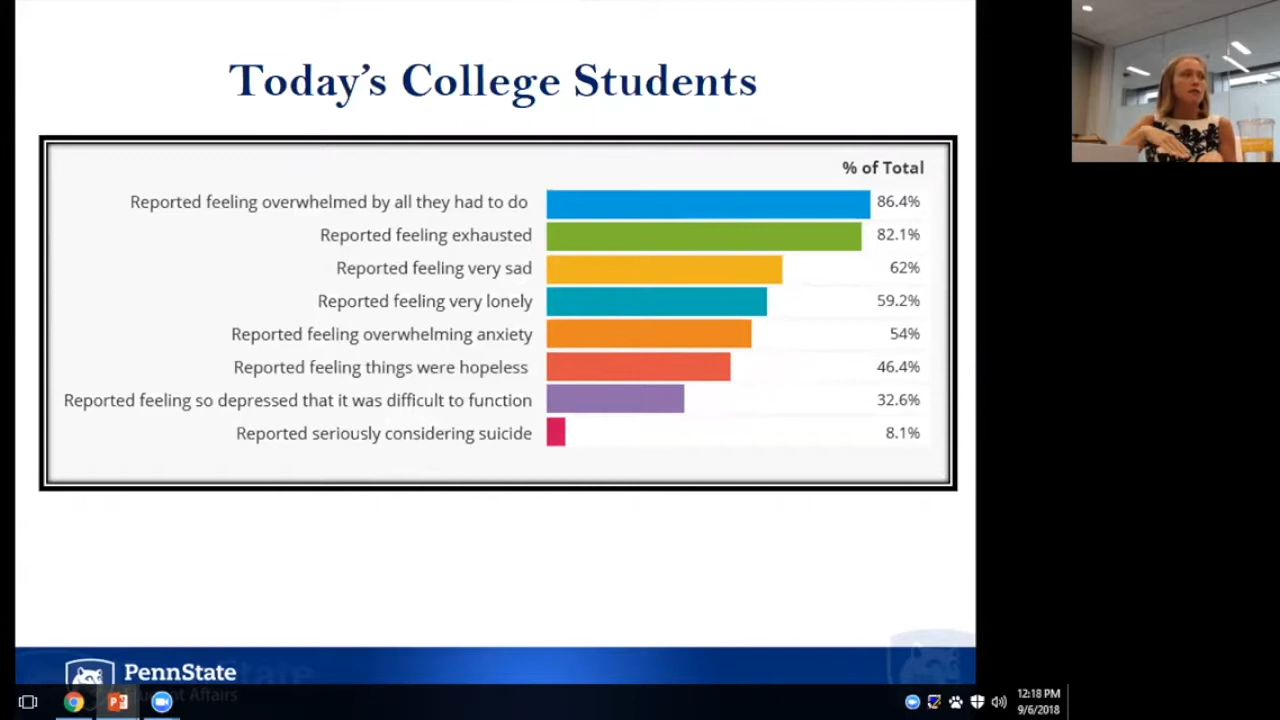 Today's College Students
% of Total
Reported feeling overwhelmed by all they had to do 86.4%
Reported feeling exhausted 82.1%
Reported feeling very sad 62%
Reported feeling very lonely 59.2%
Reported feeling overwhelming anxiety 54%
Reported feeling things were hopeless 46.4%
Reported feeling so depressed that it was difficult to function 32.6%
Reported seriously considering suicide 8.1%
PennState
Student Affairs
12:18 PM
9/6/2018